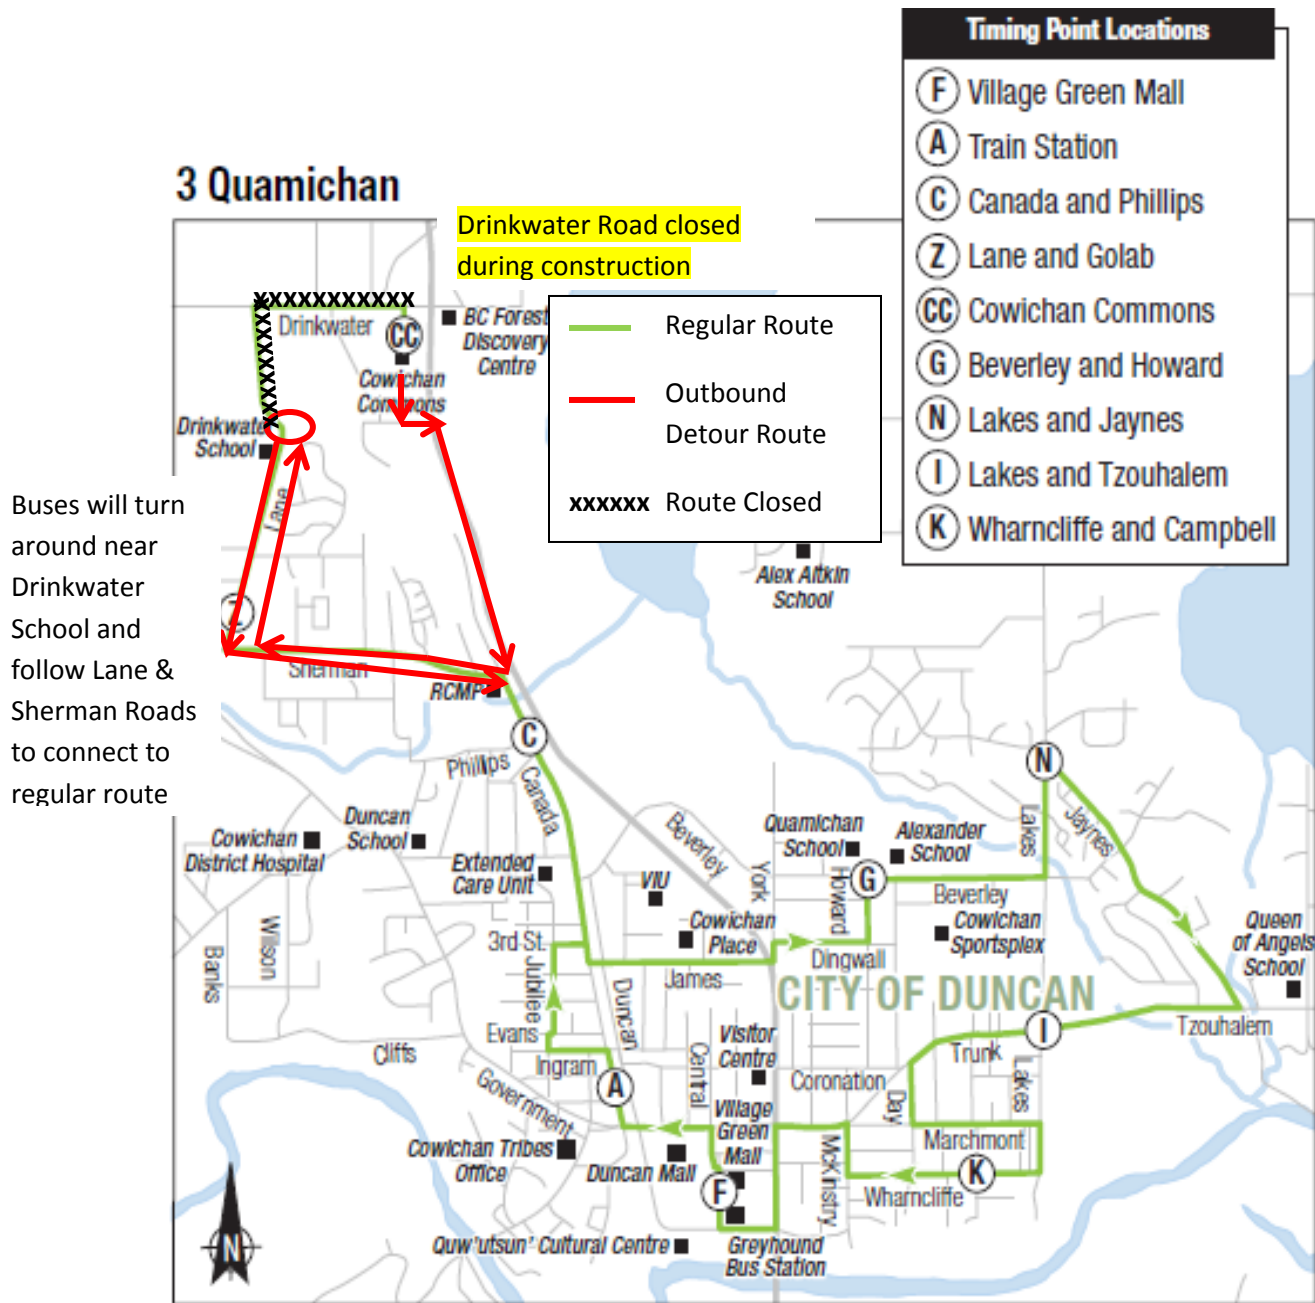 Timing Point Locations
F Village Green Mall
A Train Station
C Canada and Phillips
Z Lane and Golab
CC Cowichan Commons
G Beverley and Howard
N Lakes and Jaynes
I Lakes and Tzouhalem
K Wharncliffe and Campbell
3 Quamichan
Drinkwater Road closed
during construction
Regular Route
Outbound
Detour Route
xxxxxx Route Closed
xxxxxxxxxxx
Drinkwater
CC
Cowichan
Commons
BC Forest
Discovery
Centre
Drinkwater
School
Lane
Buses will turn
around near
Drinkwater
School and
follow Lane &
Sherman Roads
to connect to
regular route
Z
Sherman
RCMP
Alex Aitkin
School
C
Phillips
Canada
N
Lakes
Jaynes
Cowichan
District Hospital
Duncan
School
Extended
Care Unit
Beverley
VIU
Cowichan
Place
York
Quamichan
School
Alexander
School
Howard
G
Beverley
Cowichan
Sportsplex
Queen
of Angels
School
Banks
Wilson
3rd St.
Jubilee
James
Dingwall
CITY OF DUNCAN
Tzouhalem
Evans
Ingram
Duncan
Cliffs
Government
A
Central
Visitor
Centre
Coronation
Day
Trunk
I
Lakes
Village
Green
Mall
Cowichan Tribes
Office
Duncan Mall
F
McKinstry
Marchmont
K
Wharncliffe
N
Quw'utsun' Cultural Centre
Greyhound
Bus Station